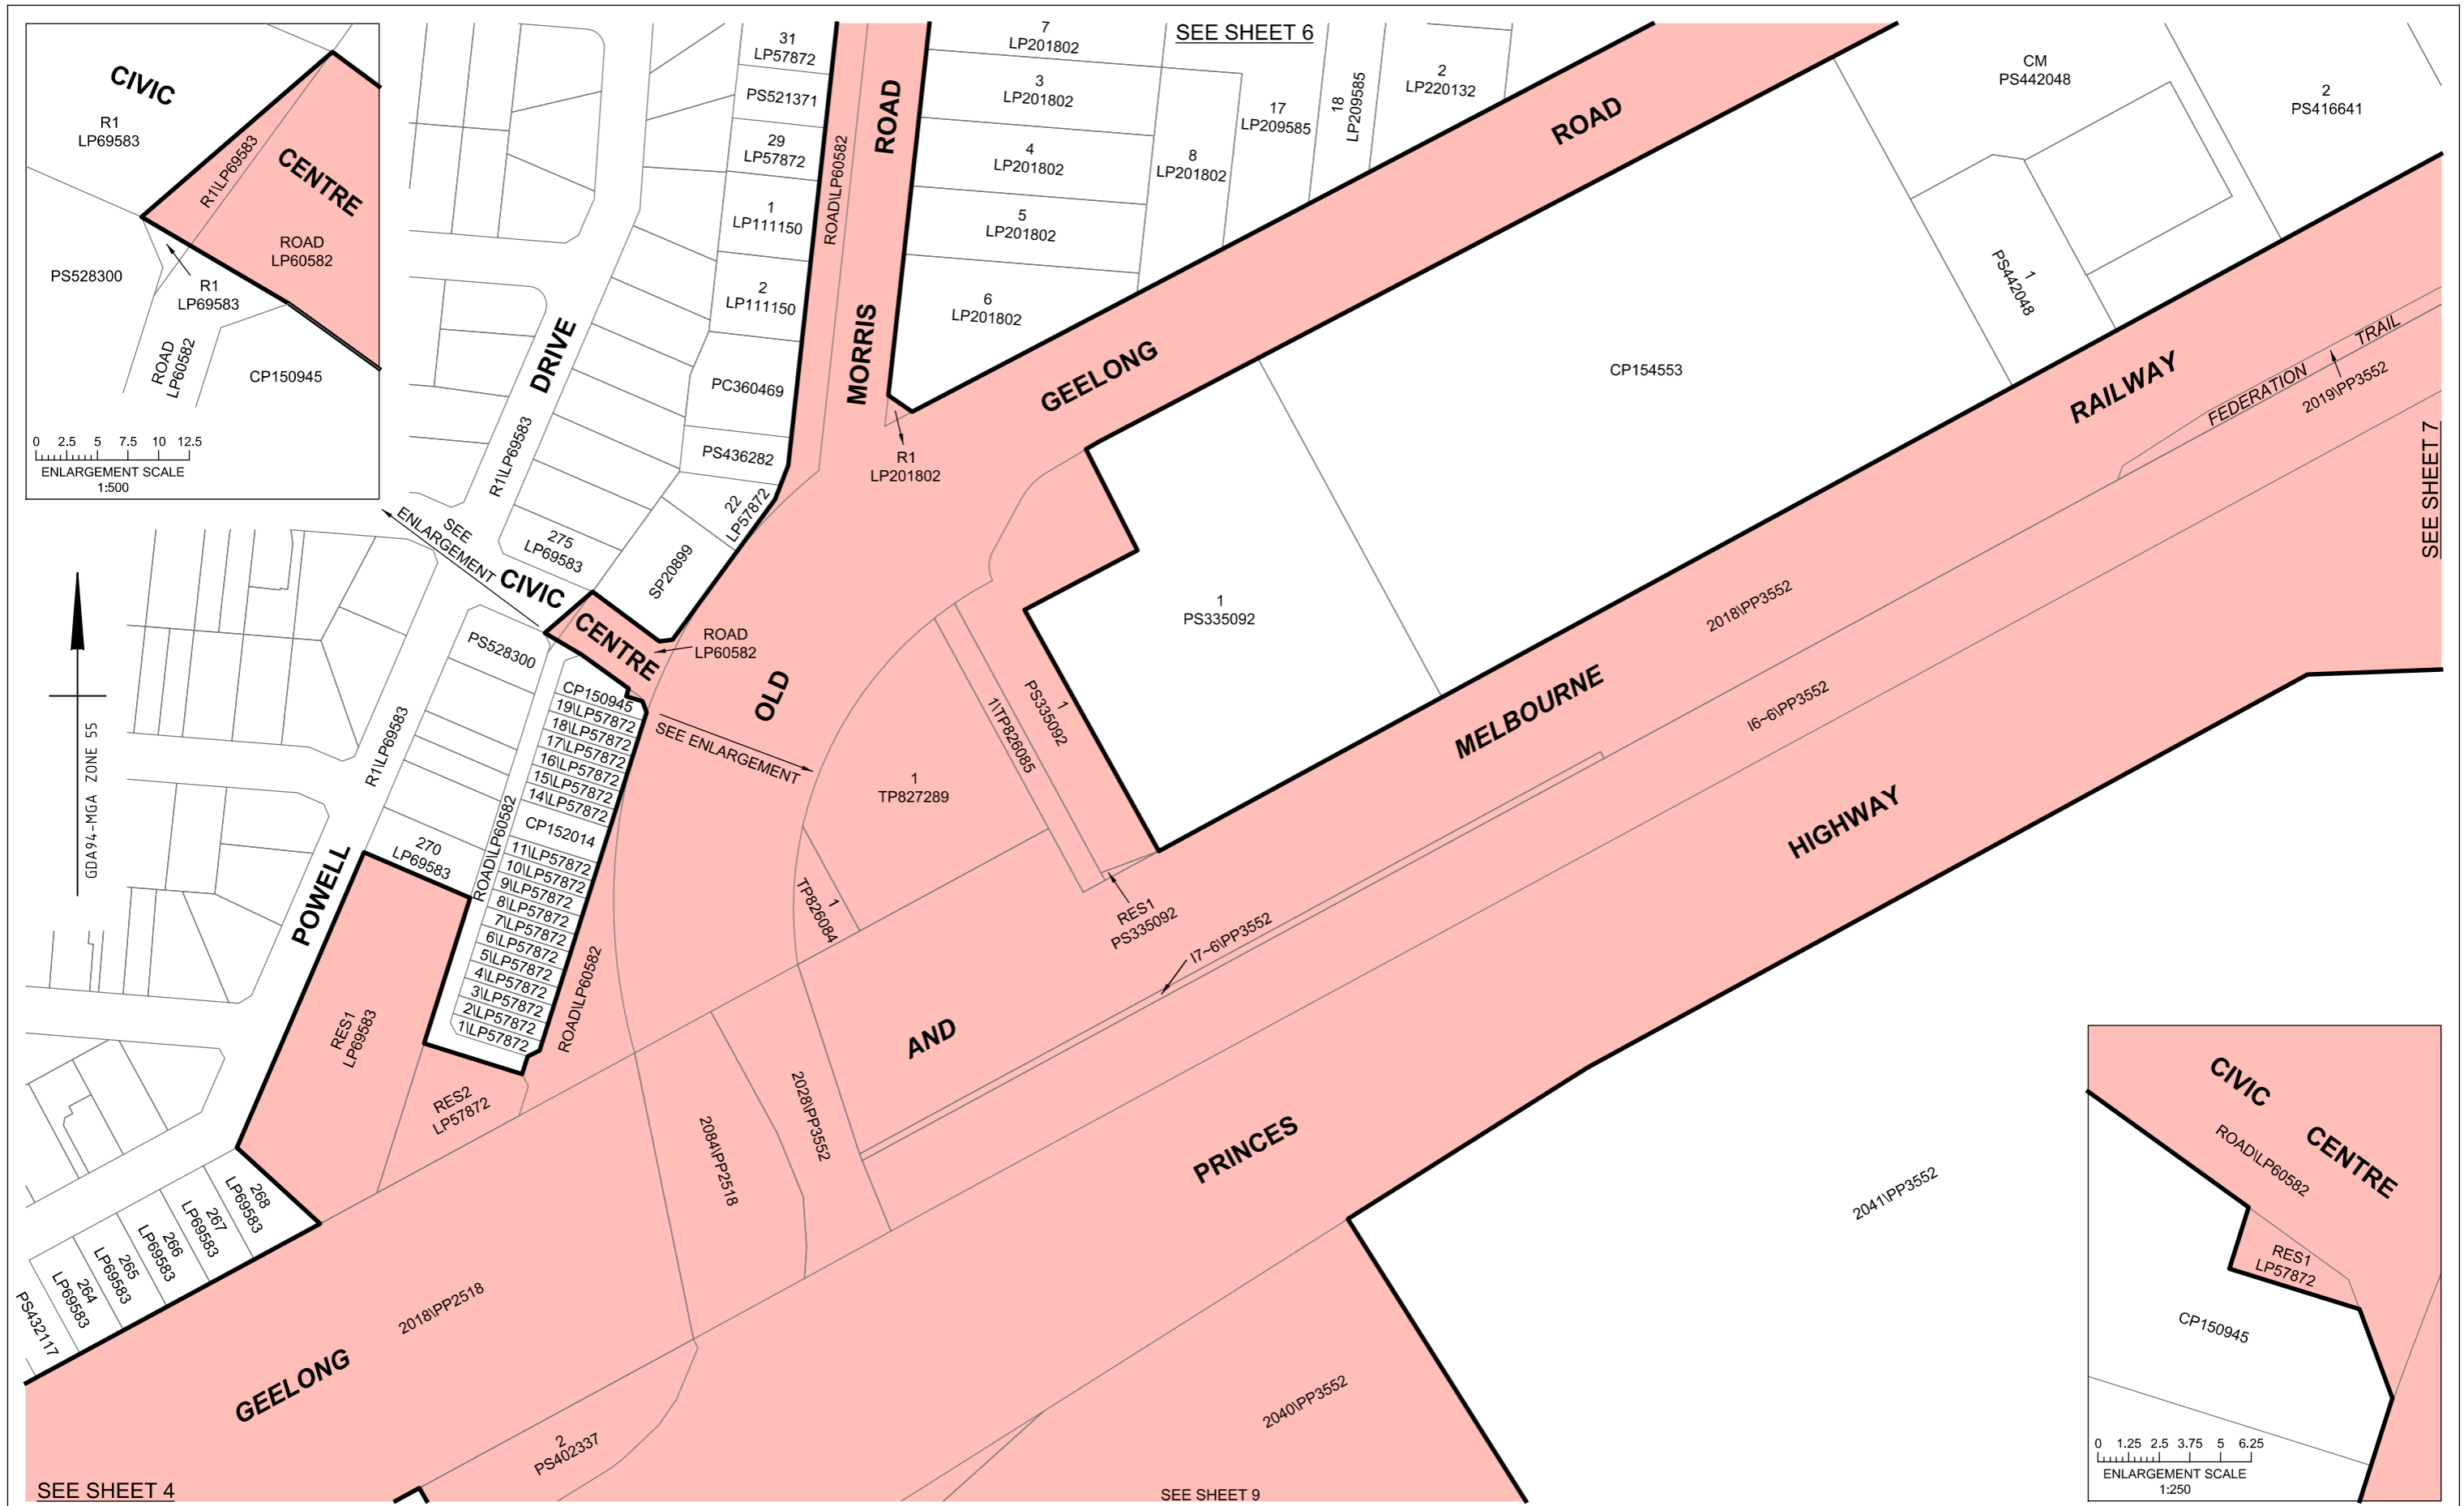 CIVIC
R1
LP69583
R1\LP69583
CENTRE
ROAD
LP60582
PS528300
R1
LP69583
ROAD
LP60582
CP150945
0 2.5 5 7.5 10 12.5
ENLARGEMENT SCALE
1:500
31
LP57872
PS521371
29
LP57872
1
LP111150
2
LP111150
PC360469
PS436282
22
LP57872
SP20899
275
LP69583
DRIVE
R1\LP69583
ROAD
ROAD\LP60582
MORRIS
SEE SHEET 6
7
LP201802
3
LP201802
4
LP201802
5
LP201802
6
LP201802
8
LP201802
17
LP209585
18
LP209585
2
LP220132
R1
LP201802
GEELONG
ROAD
CM
PS442048
2
PS416641
1
PS442048
CP154553
RAILWAY
FEDERATION
TRAIL
2019\PP3552
SEE SHEET 7
SEE
ENLARGEMENT
CIVIC
CENTRE
ROAD
LP60582
OLD
SEE ENLARGEMENT
1
PS335092
1
PS335092
1\TP826085
1
TP827289
1
TP826084
RES1
PS335092
2018\PP3552
MELBOURNE
I6~6\PP3552
I7~6\PP3552
HIGHWAY
GDA94-MGA ZONE 55
PS528300
R1\LP69583
CP150945
19\LP57872
18\LP57872
17\LP57872
16\LP57872
15\LP57872
14\LP57872
CP152014
11\LP57872
10\LP57872
9\LP57872
8\LP57872
7\LP57872
6\LP57872
5\LP57872
4\LP57872
3\LP57872
2\LP57872
1\LP57872
ROAD\LP60582
ROAD\LP60582
270
LP69583
POWELL
RES1
LP69583
RES2
LP57872
AND
2028\PP3552
2084\PP2518
PRINCES
2041\PP3552
268
LP69583
267
LP69583
266
LP69583
265
LP69583
264
LP69583
PS432117
2018\PP2518
GEELONG
2
PS402337
2040\PP3552
SEE SHEET 4
SEE SHEET 9
CIVIC
CENTRE
ROAD\LP60582
RES1
LP57872
CP150945
0 1.25 2.5 3.75 5 6.25
ENLARGEMENT SCALE
1:250